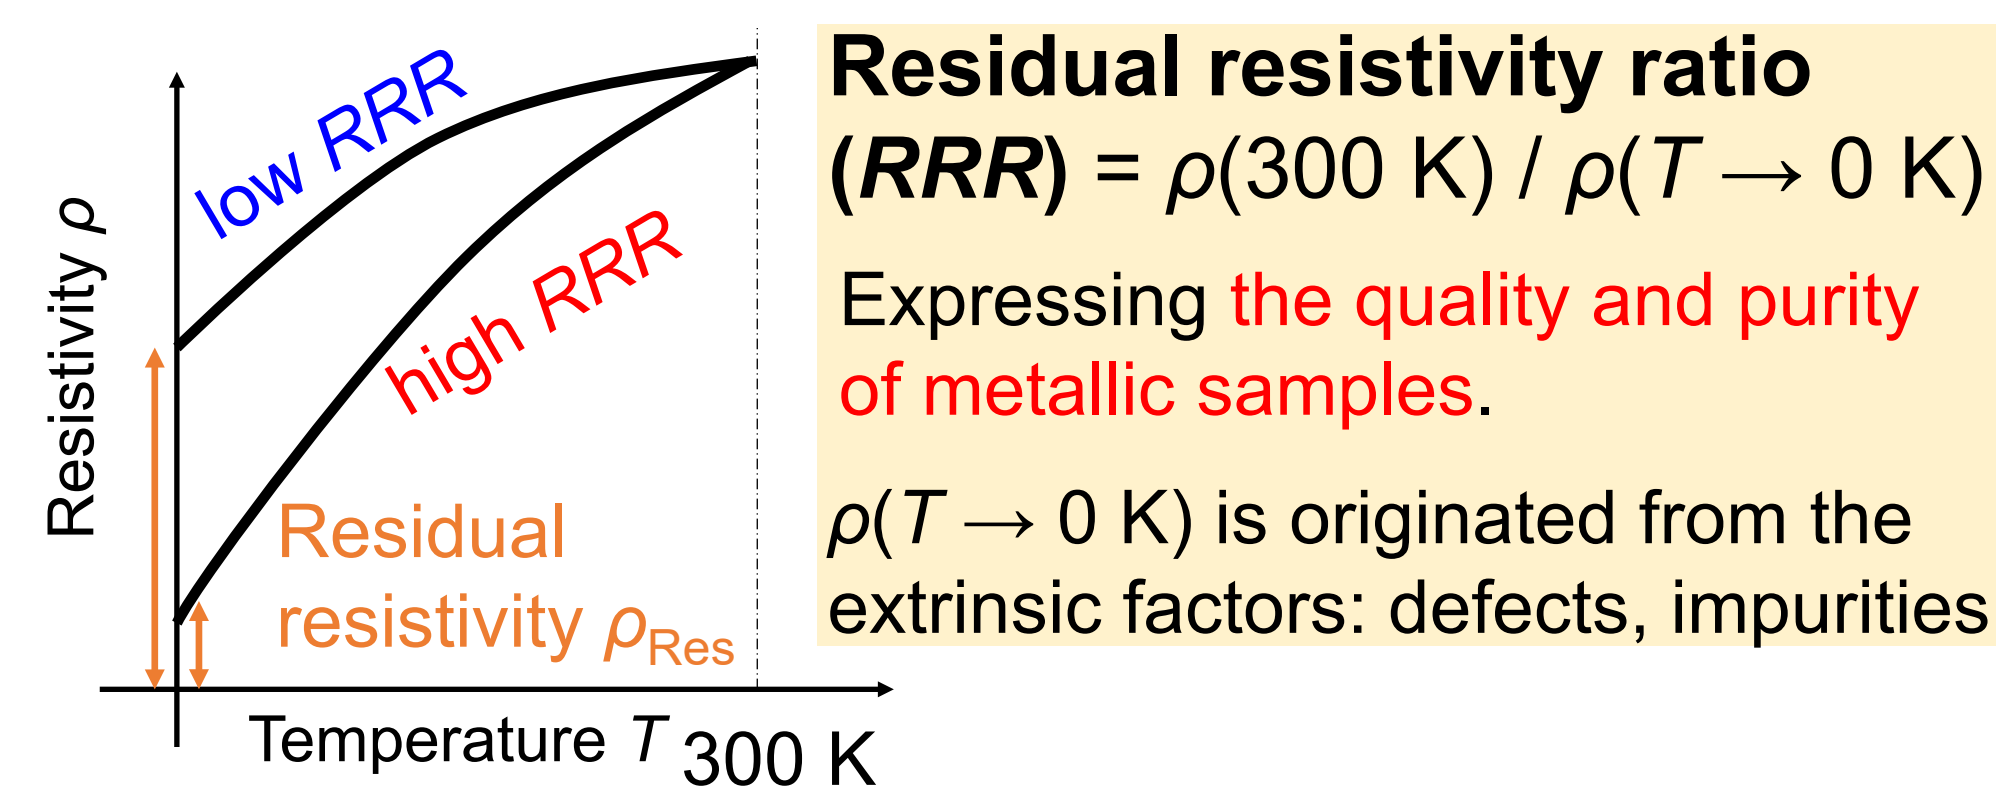 low RRR
high RRR
Resistivity ρ
Residual
resistivity ρRes
Temperature T
300 K
Residual resistivity ratio
(RRR) = ρ(300 K) / ρ(T → 0 K)
Expressing the quality and purity
of metallic samples.
ρ(T → 0 K) is originated from the
extrinsic factors: defects, impurities